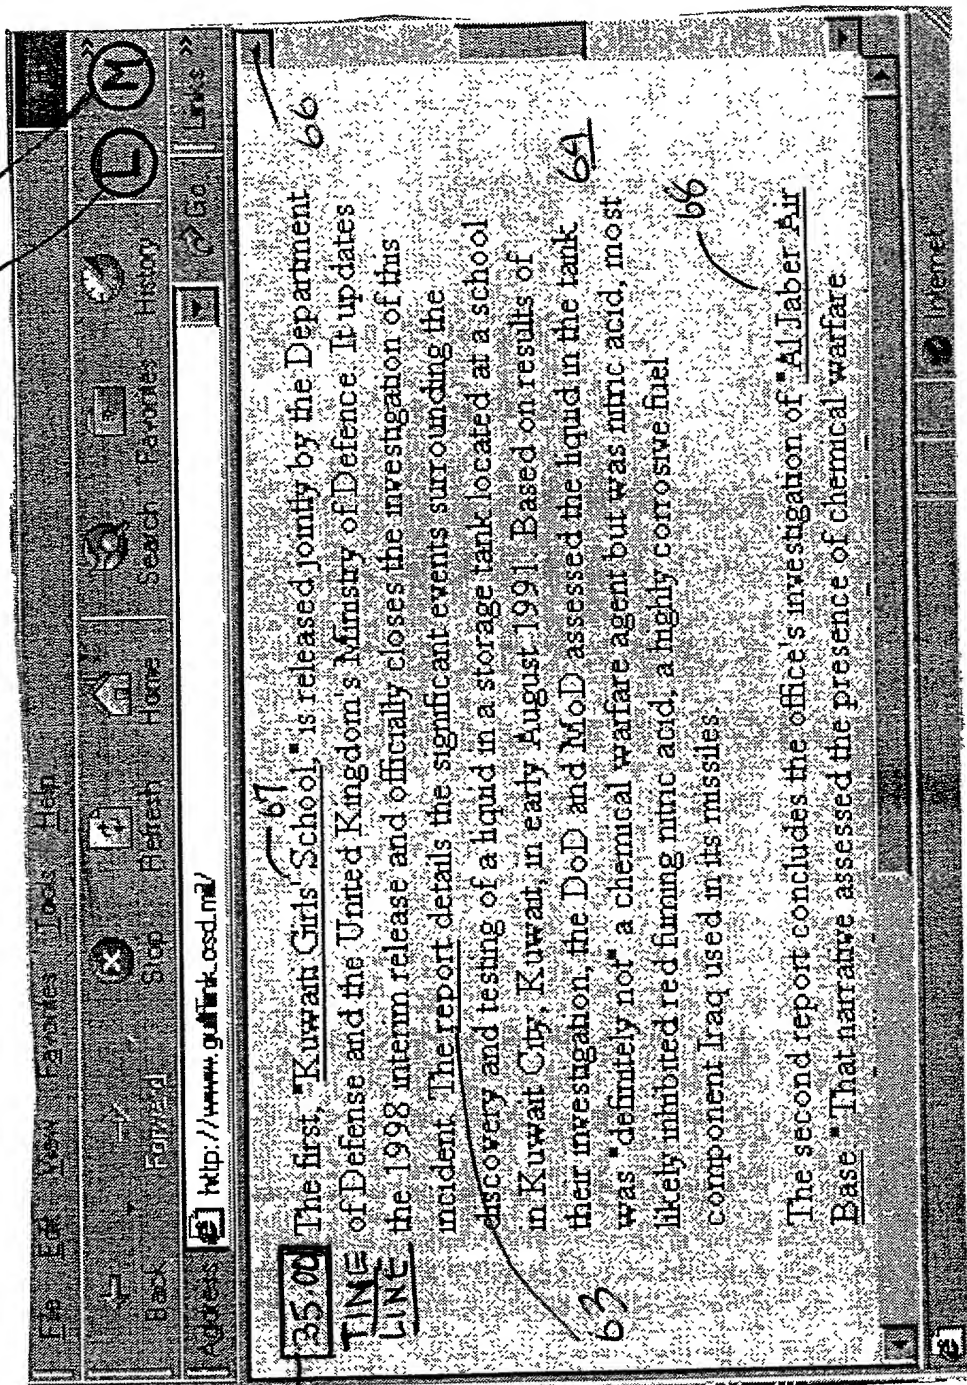 L M
File Edit View Favorites Tools Help
Back Forward Stop Refresh Home Search Favorites History
Address http://www.gulflink.osd.mil/ Go Links >>
67
66
35:00 The first, "Kuwait Girls' School," is released jointly by the Department
TINE of Defense and the United Kingdom's Ministry of Defence. It updates
LINE the 1998 interim release and officially closes the investigation of this
incident. The report details the significant events surrounding the
discovery and testing of a liquid in a storage tank located at a school
in Kuwait City, Kuwait, in early August 1991. Based on results of
their investigation, the DoD and MoD assessed the liquid in the tank 64
was "definitely not" a chemical warfare agent but was nitric acid, most
likely inhibited red fuming nitric acid, a highly corrosive fuel
component Iraq used in its missiles.
63
66
The second report concludes the office's investigation of "Al Jaber Air
Base." That narrative assessed the presence of chemical warfare
Internet